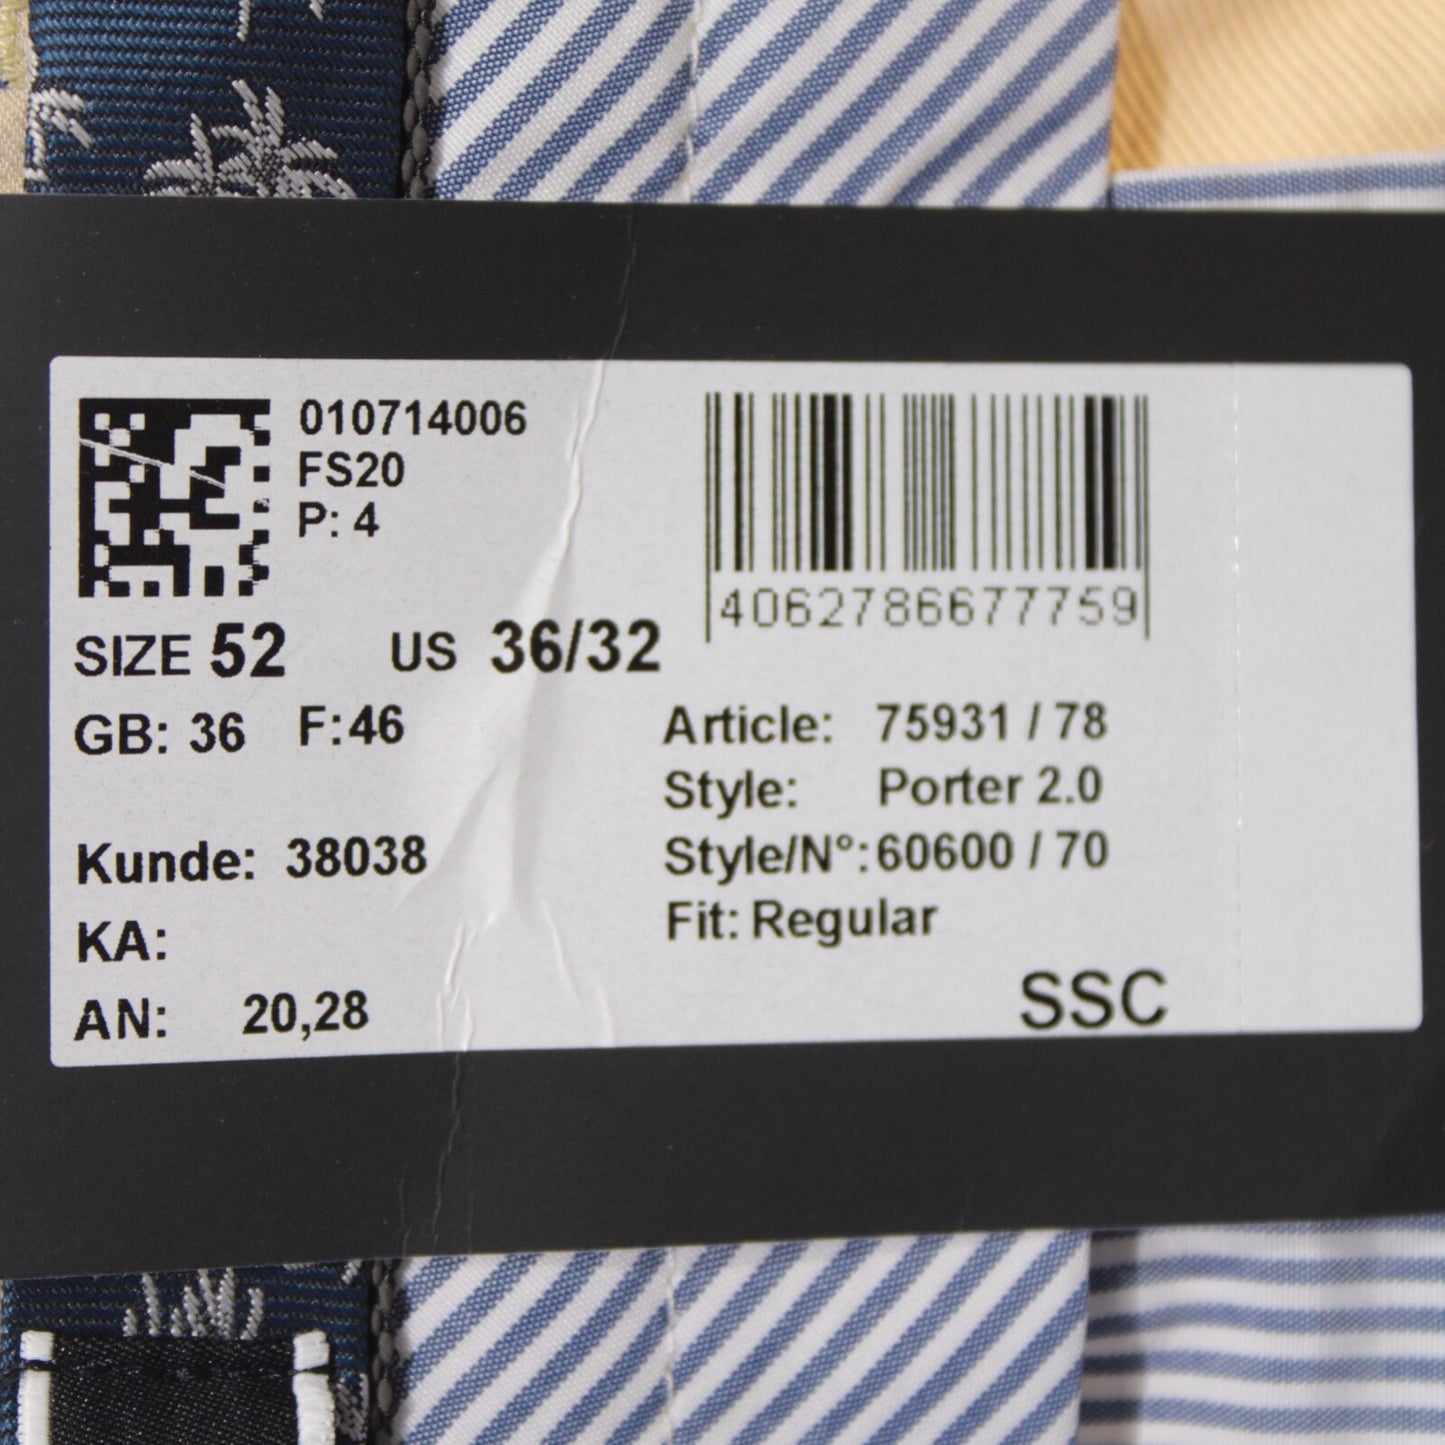 010714006
FS20
P: 4
4062786677759
SIZE 52 US 36/32
GB: 36 F:46
Article: 75931 / 78
Style: Porter 2.0
Kunde: 38038
Style/N°:60600 / 70
KA:
Fit: Regular
AN: 20,28
SSC